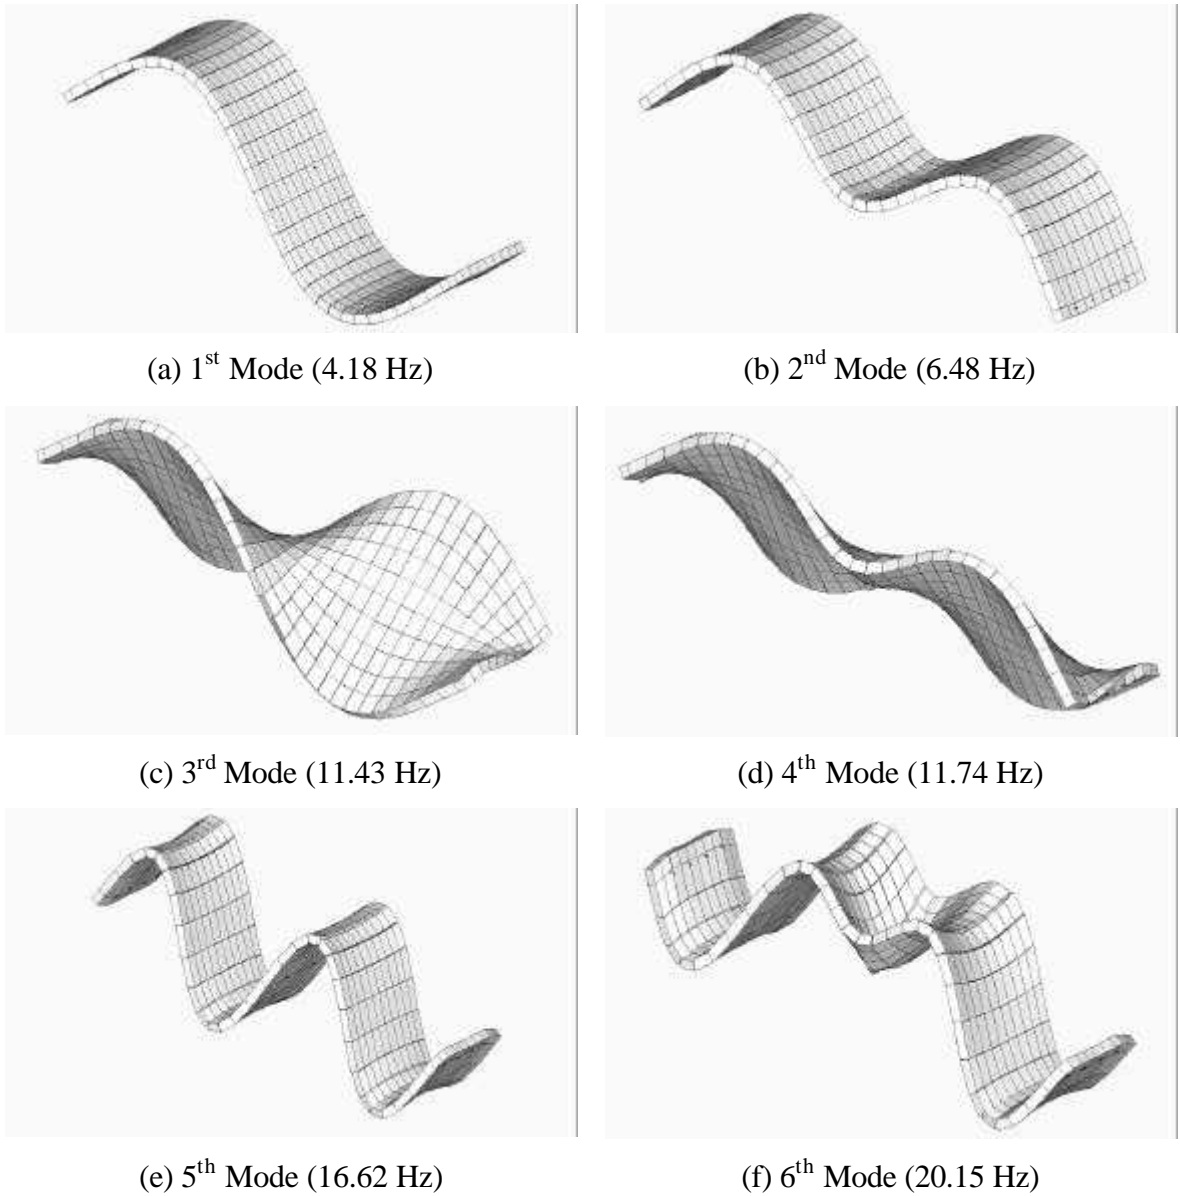 (a) 1st Mode (4.18 Hz)
(b) 2nd Mode (6.48 Hz)
(c) 3rd Mode (11.43 Hz)
(d) 4th Mode (11.74 Hz)
(e) 5th Mode (16.62 Hz)
(f) 6th Mode (20.15 Hz)